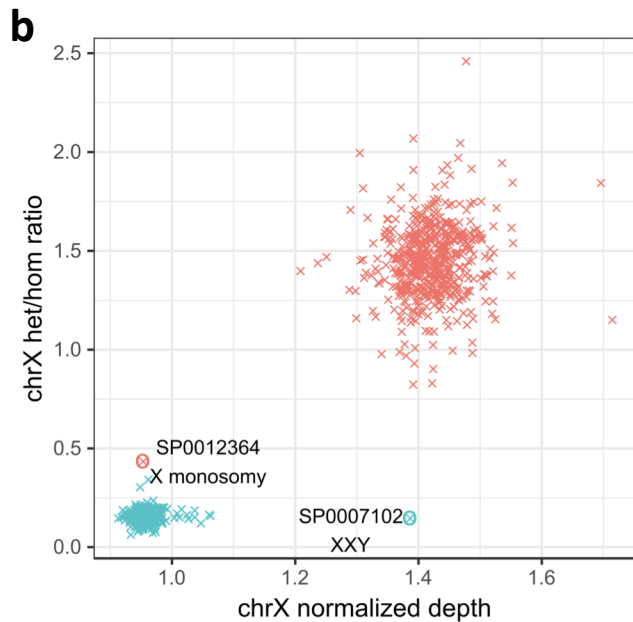 b
2.5
2.0
1.5
1.0
0.5
0.0
chrX het/hom ratio
SP0012364
X monosomy
SP0007102
XXY
1.0
1.2
1.4
1.6
chrX normalized depth